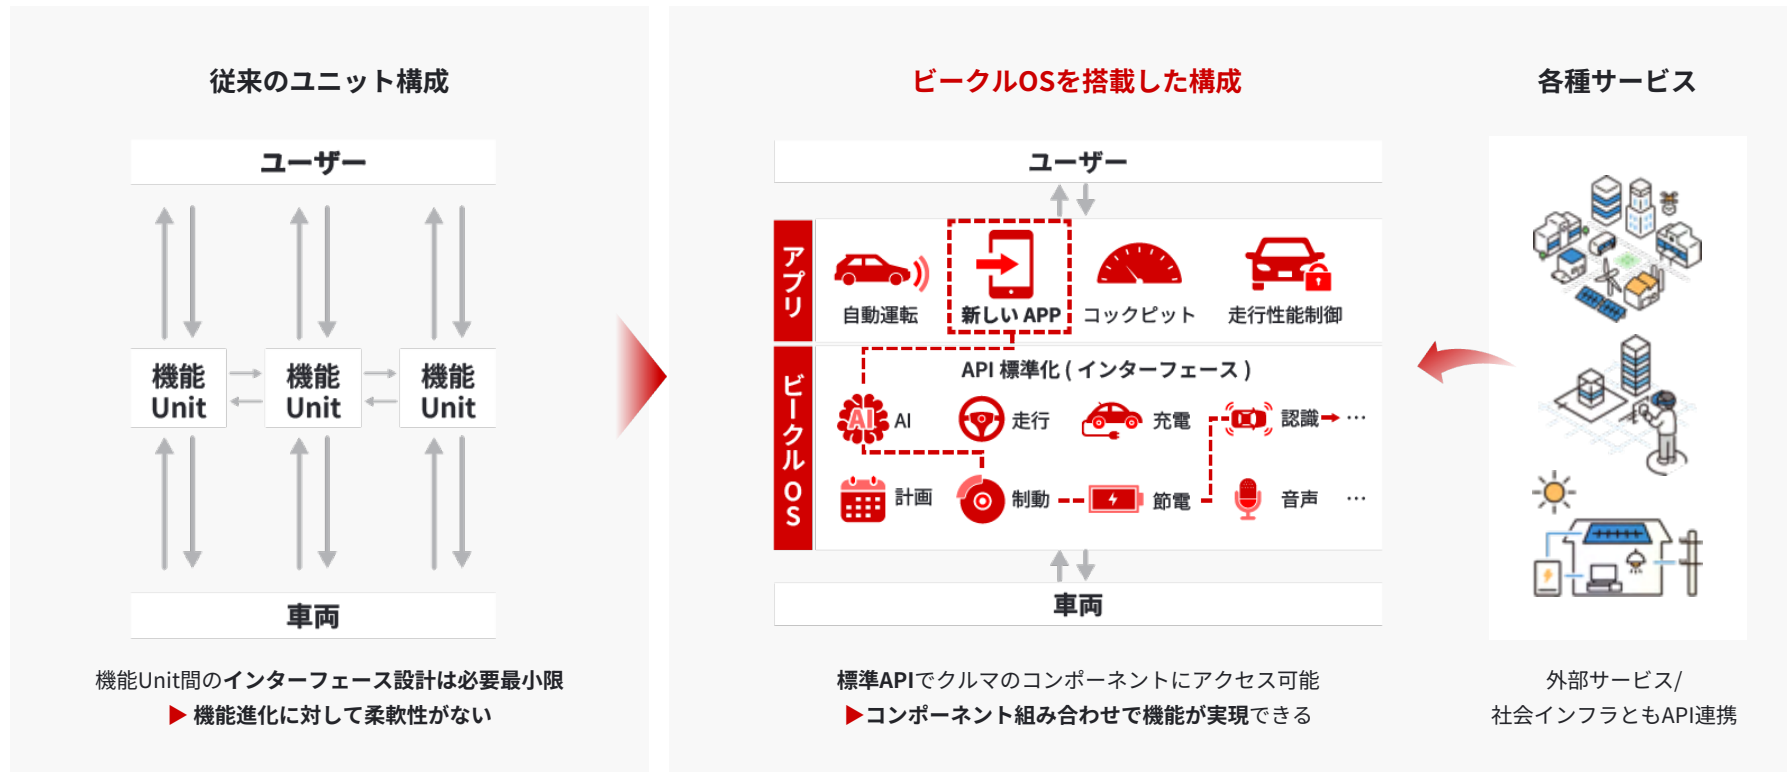 従来のユニット構成
ユーザー
機能
Unit
機能
Unit
機能
Unit
車両
機能Unit間のインターフェース設計は必要最小限
▶ 機能進化に対して柔軟性がない
ビークルOSを搭載した構成
ユーザー
アプリ
自動運転
新しい APP
コックピット
走行性能制御
ビークル OS
API 標準化 ( インターフェース )
AI
AI
走行
充電
認識
…
計画
制動
節電
音声
…
車両
標準APIでクルマのコンポーネントにアクセス可能
▶コンポーネント組み合わせで機能が実現できる
各種サービス
外部サービス/
社会インフラともAPI連携